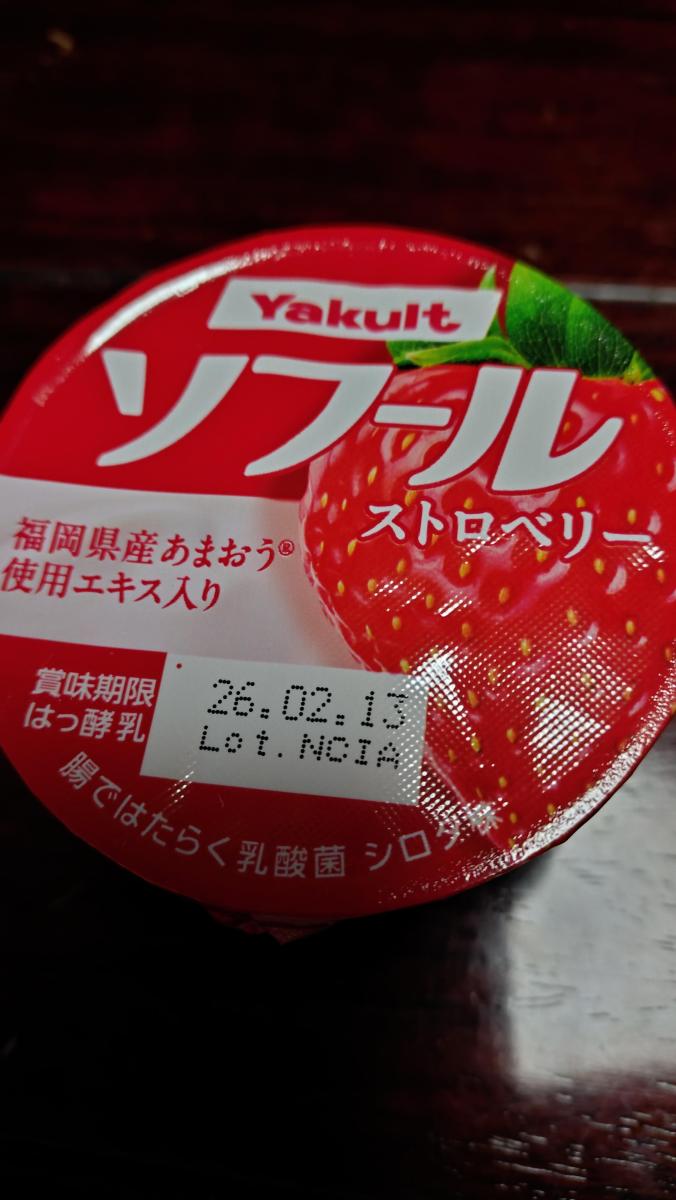 Yakult
ソフール
ストロベリー
福岡県産あまおう®
使用エキス入り
賞味期限
はっ酵乳
26.02.13
Lot.NCIA
腸ではたらく乳酸菌 シロタ株